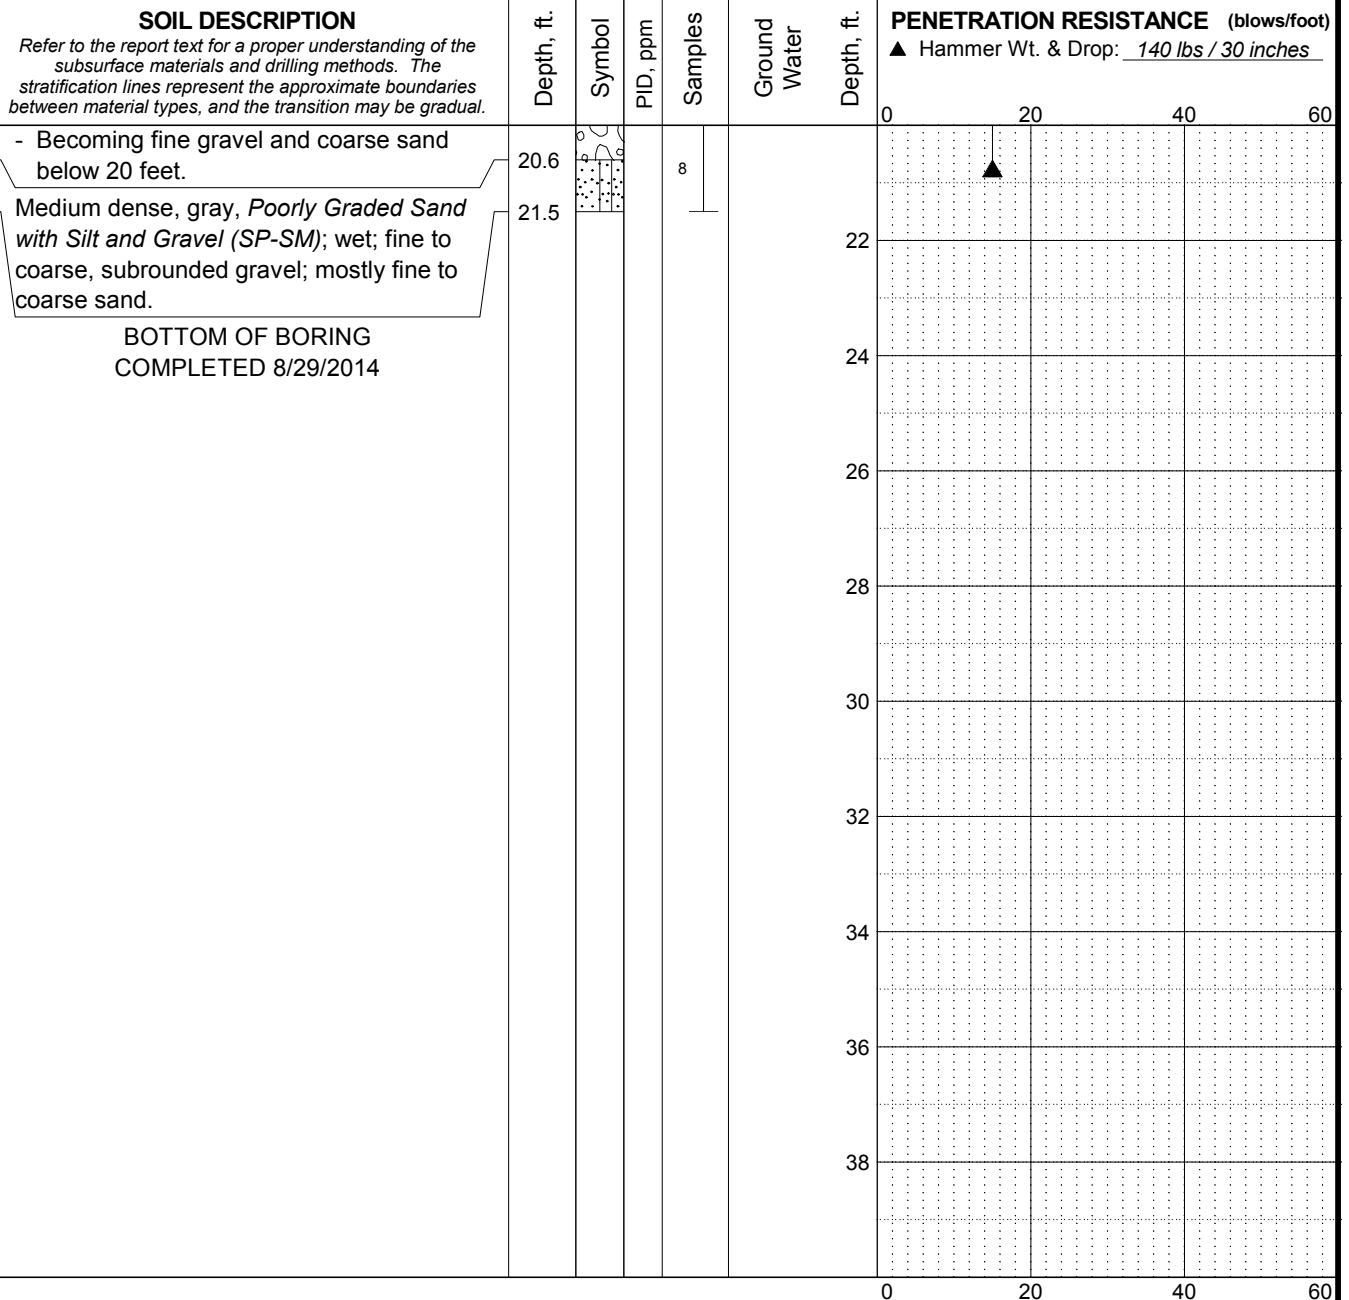 SOIL DESCRIPTION
Refer to the report text for a proper understanding of the
subsurface materials and drilling methods. The
stratification lines represent the approximate boundaries
between material types, and the transition may be gradual.
Depth, ft.
Symbol
PID, ppm
Samples
Ground
Water
Depth, ft.
PENETRATION RESISTANCE (blows/foot)
▲ Hammer Wt. & Drop: 140 lbs / 30 inches
0 20 40 60
- Becoming fine gravel and coarse sand
below 20 feet.
20.6
8
Medium dense, gray, Poorly Graded Sand
with Silt and Gravel (SP-SM); wet; fine to
coarse, subrounded gravel; mostly fine to
coarse sand.
21.5
BOTTOM OF BORING
COMPLETED 8/29/2014
22
24
26
28
30
32
34
36
38
0 20 40 60